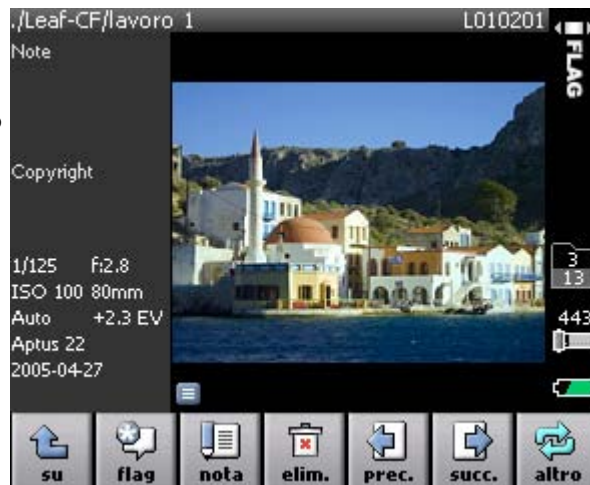 ./Leaf-CF/lavoro 1 L010201
FLAG
Note
Copyright
1/125 f:2.8
ISO 100 80mm
Auto +2.3 EV
Aptus 22
2005-04-27
3
13
443
su flag nota elim. prec. succ. altro